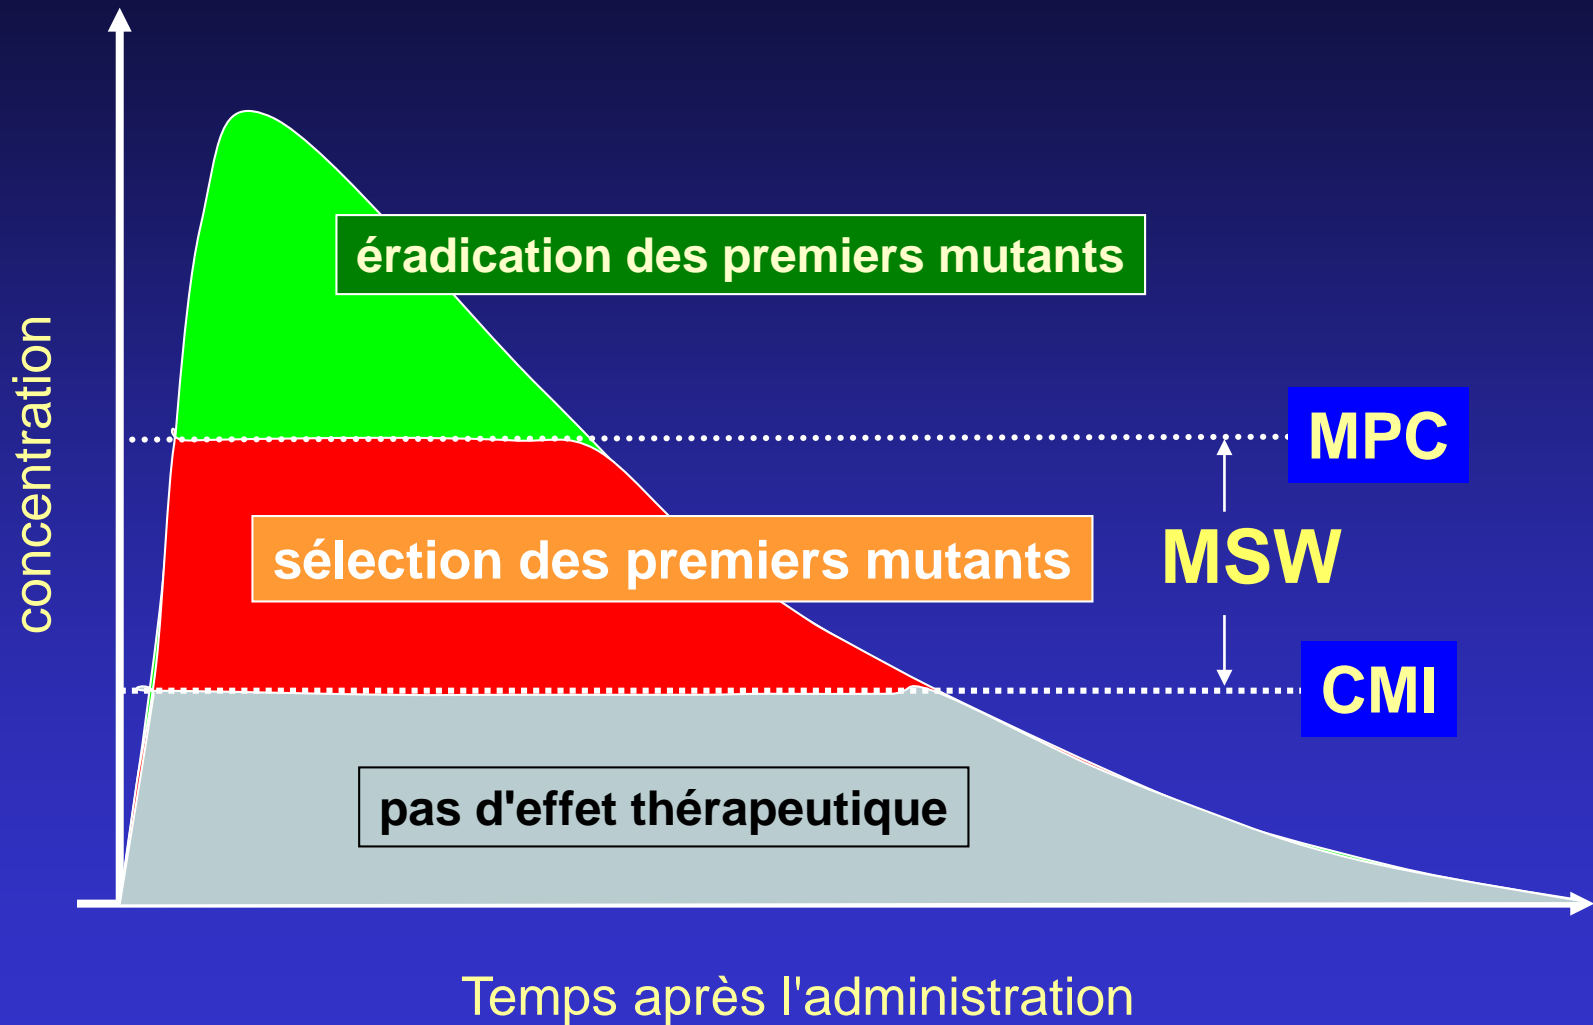 concentration
éradication des premiers mutants
MPC
sélection des premiers mutants
MSW
CMI
pas d'effet thérapeutique
Temps après l'administration